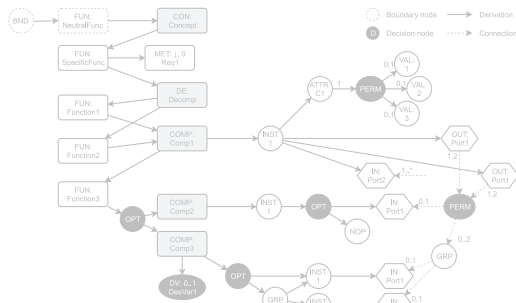 BND
FUN:
NeutralFunc
CON:
Concept
Boundary node
Derivation
D
Decision node
Connection
FUN:
SpecificFunc
MET: ↓, 0
Req1
DE:
Decomp
ATTR:
C1
1
PERM
0,1
VAL:
1
0,1
VAL:
2
0,1
VAL:
3
FUN:
Function1
FUN:
Function2
COMP:
Comp1
INST
1
OUT:
Port1
1,2
IN:
Port2
1..*
OUT:
Port1
1,2
FUN:
Function3
OPT
COMP:
Comp2
INST
1
OPT
IN:
Port1
0,1
PERM
NOP
COMP:
Comp3
0..2
GRP
DV: 0..1
DesVar1
OPT
INST
1
IN:
Port1
0,1
GRP
INST
IN:
Port1
0,1